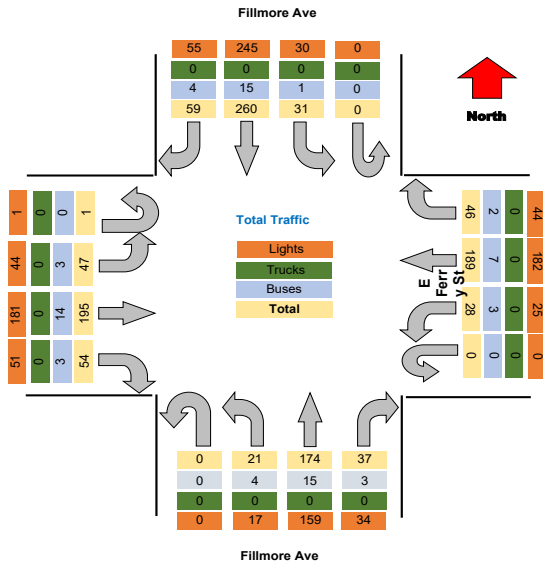 Fillmore Ave
55 245 30 0
0 0 0 0
4 15 1 0
59 260 31 0
North
1 0 0 1
44 0 3 47
181 0 14 195
51 0 3 54
Total Traffic
Lights
Trucks
Buses
Total
46 2 0 44
189 7 0 182
28 3 0 25
0 0 0 0
E
Ferr
y St
0 21 174 37
0 4 15 3
0 0 0 0
0 17 159 34
Fillmore Ave